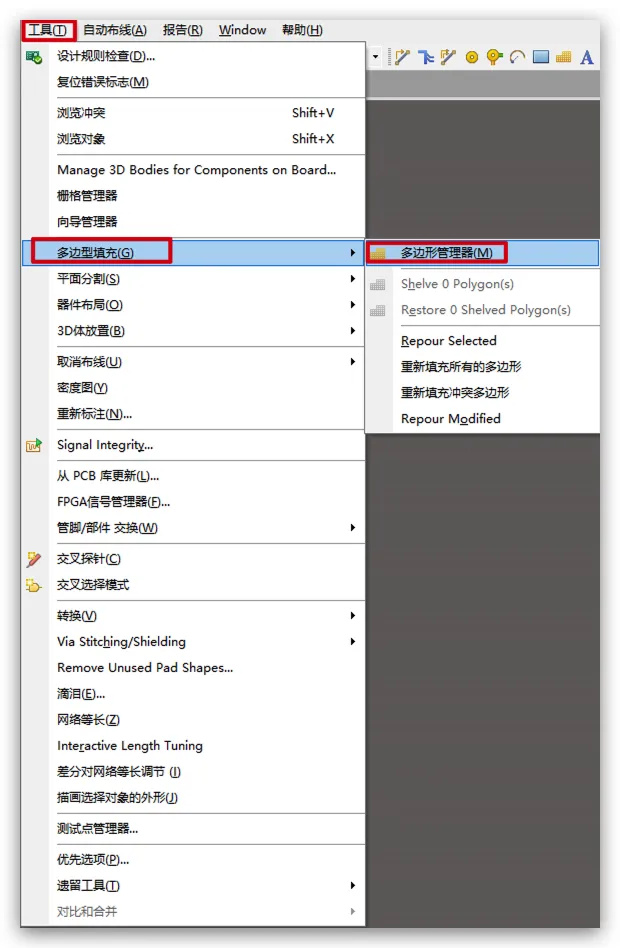 工具(T) 自动布线(A) 报告(R) Window 帮助(H)
设计规则检查(D)...
复位错误标志(M)
浏览冲突 Shift+V
浏览对象 Shift+X
Manage 3D Bodies for Components on Board...
栅格管理器
向导管理器
多边型填充(G)
平面分割(S)
器件布局(O)
3D体放置(B)
取消布线(U)
密度图(Y)
重新标注(N)...
Signal Integrity...
从 PCB 库更新(L)...
FPGA信号管理器(F)...
管脚/部件 交换(W)
交叉探针(C)
交叉选择模式
转换(V)
Via Stitching/Shielding
Remove Unused Pad Shapes...
滴泪(E)...
网络等长(Z)
Interactive Length Tuning
差分对网络等长调节 (I)
描画选择对象的外形(J)
测试点管理器...
优先选项(P)...
遗留工具(T)
对比和合并
多边形管理器(M)
Shelve 0 Polygon(s)
Restore 0 Shelved Polygon(s)
Repour Selected
重新填充所有的多边形
重新填充冲突多边形
Repour Modified
A